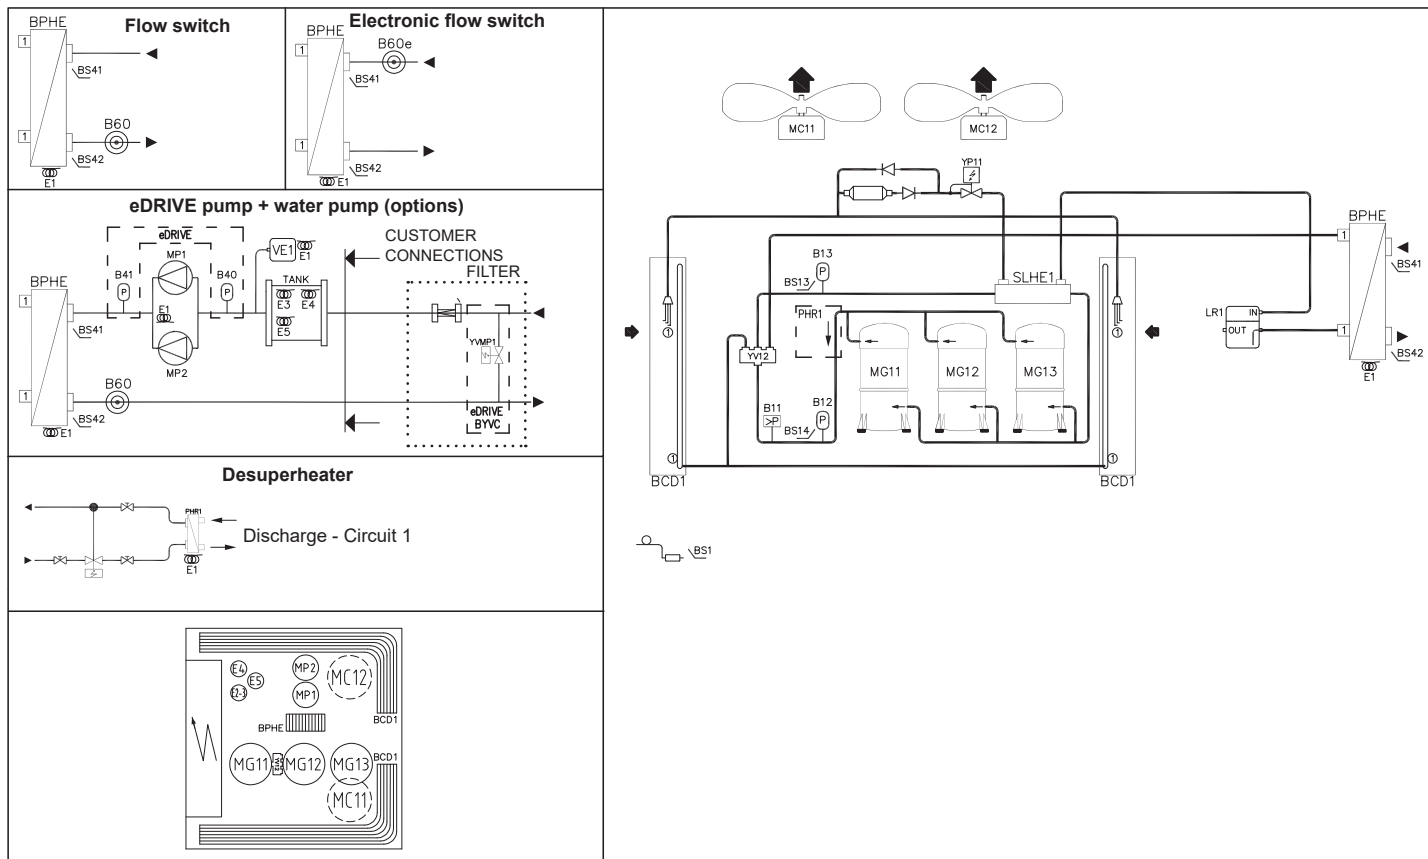 Flow switch
BPHE
1
BS41
B60
1
BS42
E1
Electronic flow switch
BPHE
B60e
1
BS41
1
BS42
E1
eDRIVE pump + water pump (options)
eDRIVE
MP1
B41
P
B40
P
VE1
E1
CUSTOMER
CONNECTIONS
FILTER
BPHE
1
BS41
E1
TANK
E3
E4
E5
YVMP1
MP2
B60
1
BS42
E1
eDRIVE
BYVC
Desuperheater
PHR1
Discharge - Circuit 1
E1
E4
E5
E2-3
MP2
MP1
MC12
BPHE
BCD1
MG11
MG12
MG13
BCD1
MC11
MC11
MC12
YP11
BPHE
1
BS41
B13
P
BS13
SLHE1
PHR1
LR1
IN
OUT
1
1
YV12
1
BS42
E1
MG11
MG12
MG13
B11
>P
B12
P
BS14
1
1
BCD1
BCD1
BS1